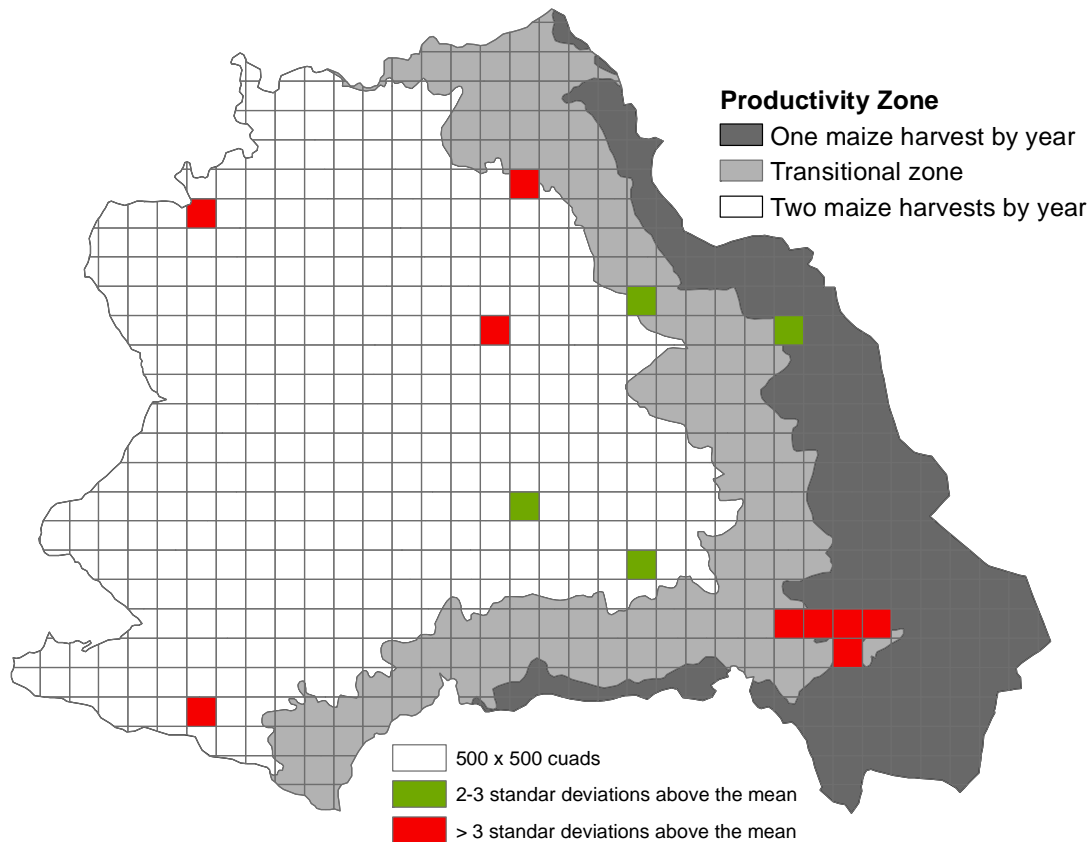 Productivity Zone
One maize harvest by year
Transitional zone
Two maize harvests by year
500 x 500 cuads
2-3 standar deviations above the mean
> 3 standar deviations above the mean